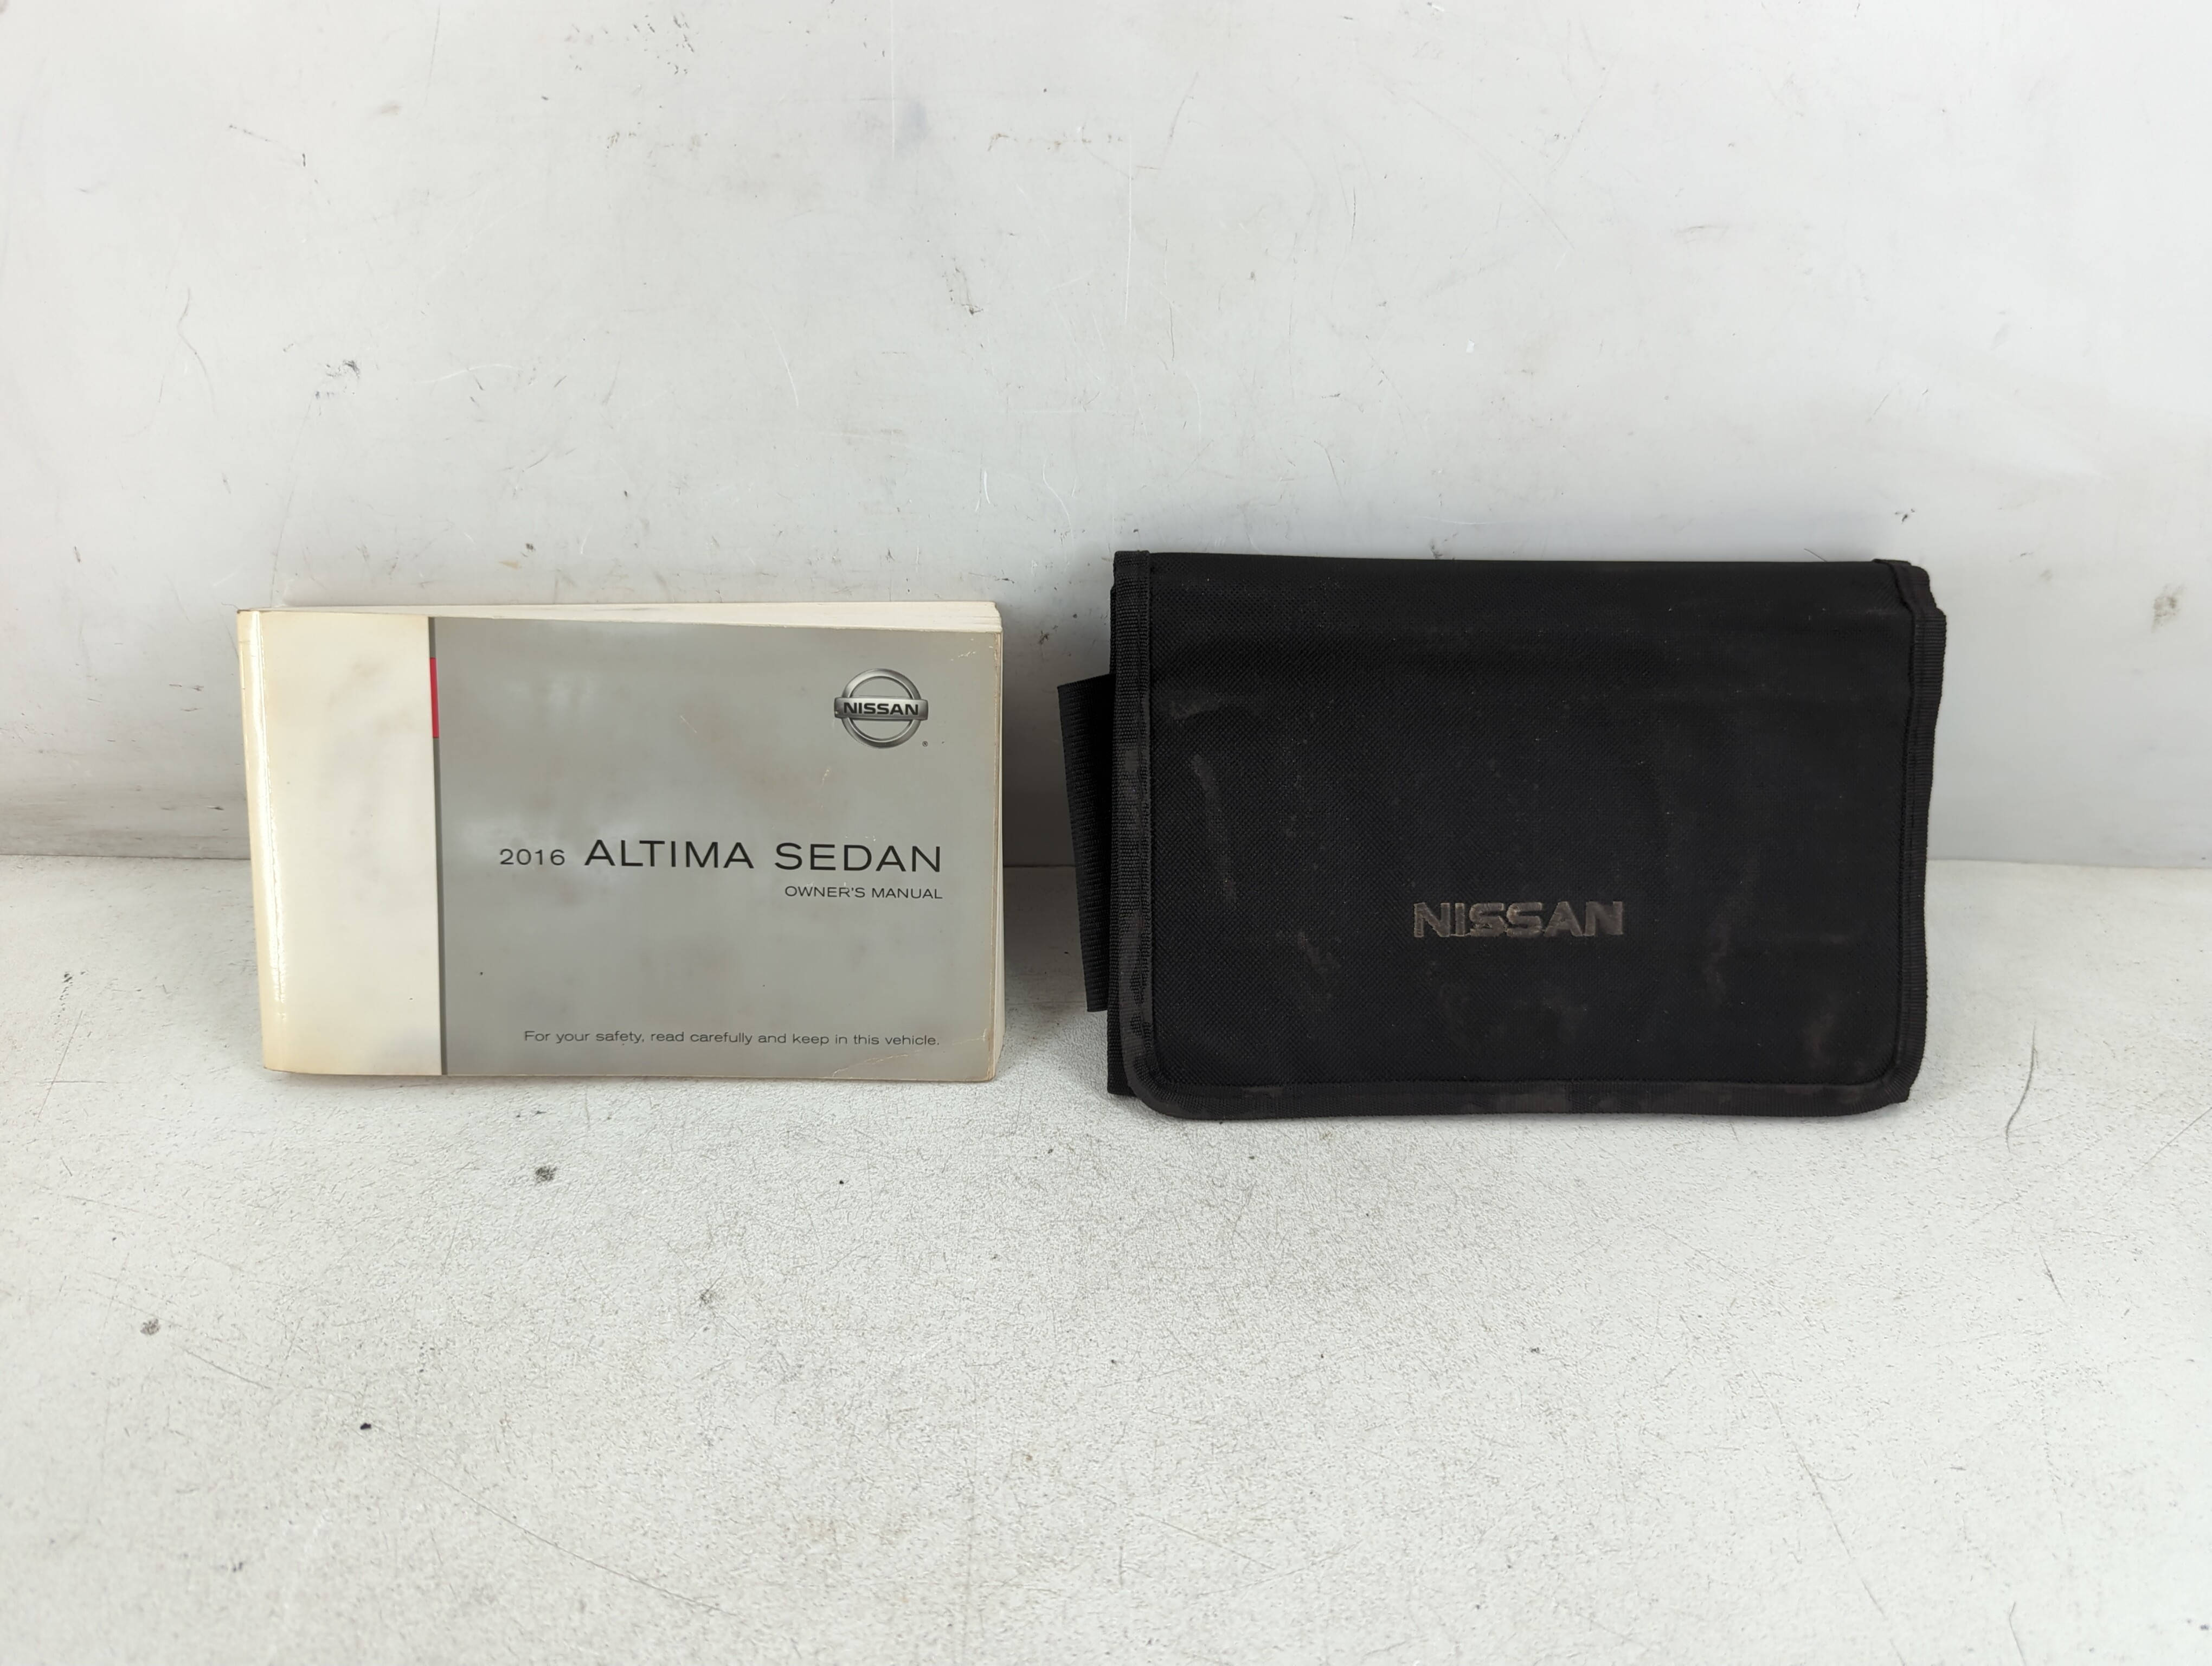 NISSAN
2016 ALTIMA SEDAN
OWNER'S MANUAL
For your safety, read carefully and keep in this vehicle.
NISSAN